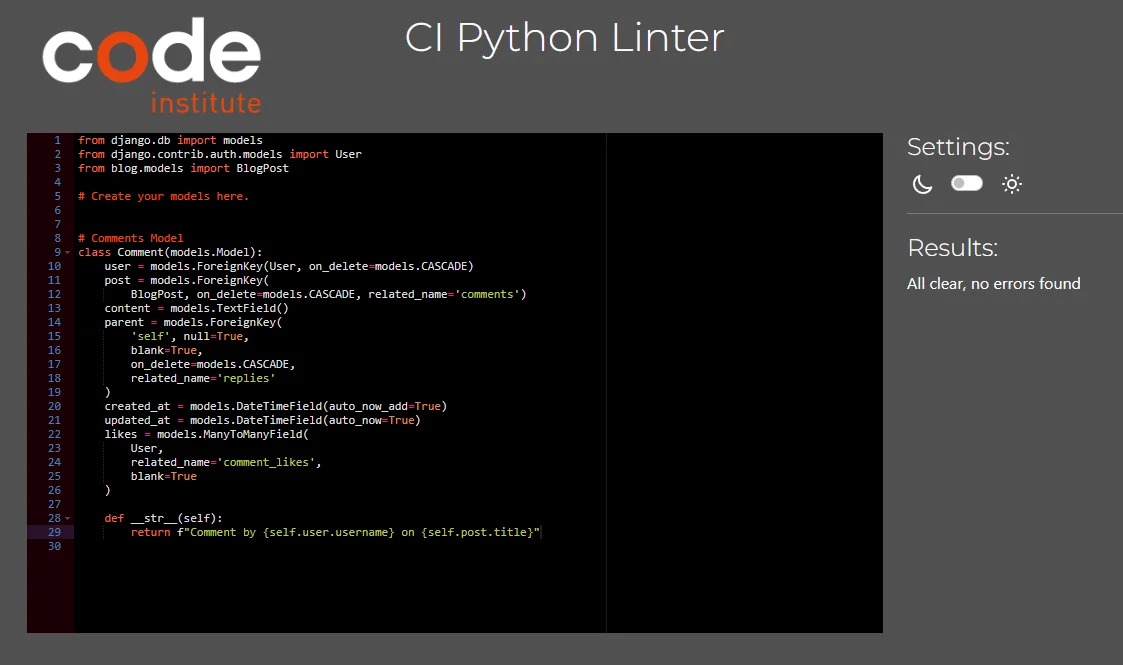 code
institute
CI Python Linter
1 from django.db import models
2 from django.contrib.auth.models import User
3 from blog.models import BlogPost
4
5 # Create your models here.
6
7
8 # Comments Model
9 class Comment(models.Model):
10     user = models.ForeignKey(User, on_delete=models.CASCADE)
11     post = models.ForeignKey(
12         BlogPost, on_delete=models.CASCADE, related_name='comments')
13     content = models.TextField()
14     parent = models.ForeignKey(
15         'self', null=True,
16         blank=True,
17         on_delete=models.CASCADE,
18         related_name='replies'
19     )
20     created_at = models.DateTimeField(auto_now_add=True)
21     updated_at = models.DateTimeField(auto_now=True)
22     likes = models.ManyToManyField(
23         User,
24         related_name='comment_likes',
25         blank=True
26     )
27
28     def __str__(self):
29         return f"Comment by {self.user.username} on {self.post.title}"
30
Settings:
Results:
All clear, no errors found